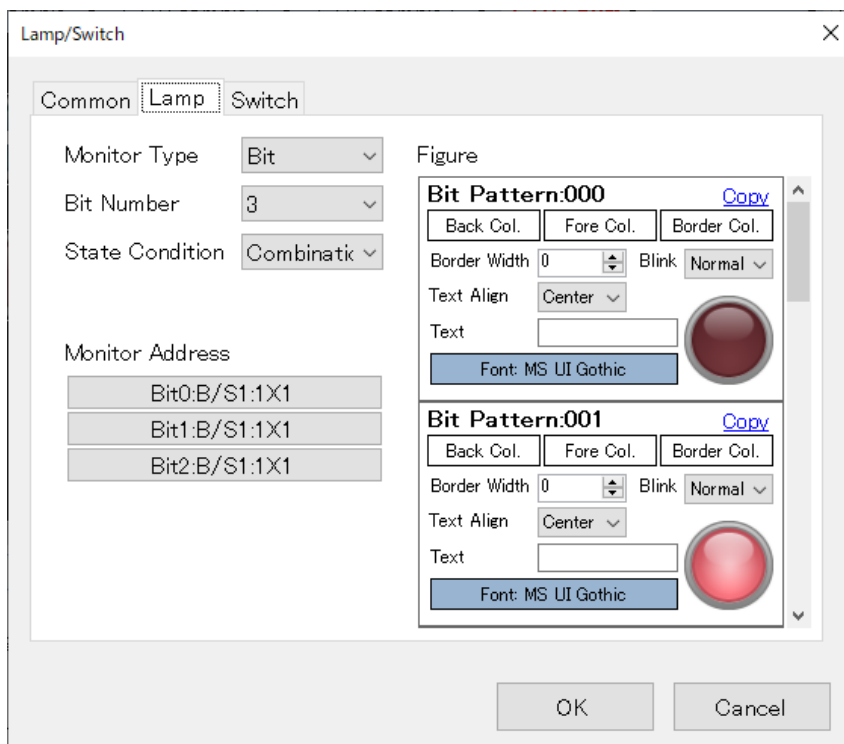 Lamp/Switch
Common Lamp Switch
Monitor Type Bit
Bit Number 3
State Condition Combinatic
Monitor Address
Bit0:B/S1:1X1
Bit1:B/S1:1X1
Bit2:B/S1:1X1
Figure
Bit Pattern:000 Copy
Back Col. Fore Col. Border Col.
Border Width 0 Blink Normal
Text Align Center
Text
Font: MS UI Gothic
Bit Pattern:001 Copy
Back Col. Fore Col. Border Col.
Border Width 0 Blink Normal
Text Align Center
Text
Font: MS UI Gothic
OK Cancel